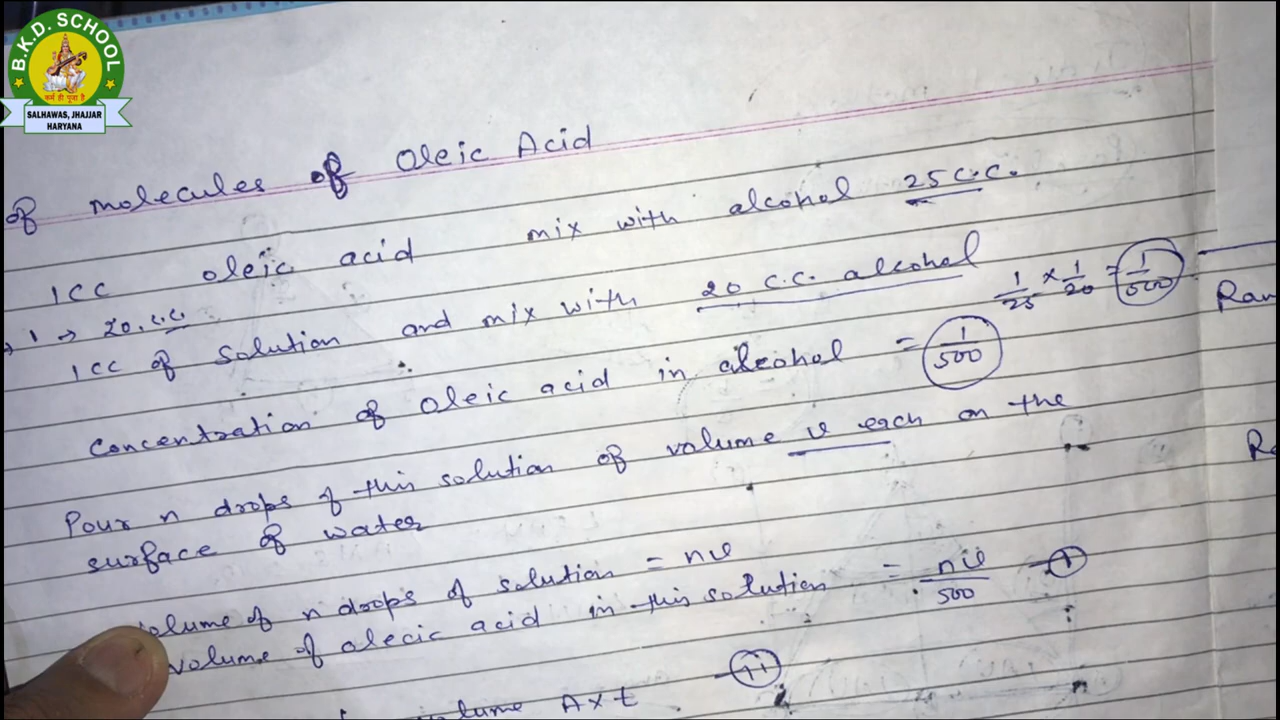 B.K.D. SCHOOL
कर्म ही पूजा है
SALHAWAS, JHAJJAR
HARYANA
of molecules of Oleic Acid
1CC oleic acid mix with alcohol 25 C.C.
1 → 20.C.C.
1CC of solution and mix with 20 C.C. alcohol 1/25 × 1/20 = 1/500
Concentration of oleic acid in alcohol = 1/500
Ran
Pour n drops of this solution of volume v each on the
surface of water
Volume of n drops of solution = nv
volume of alecic acid in this solution = nv/500 - I
Volume A×t - II